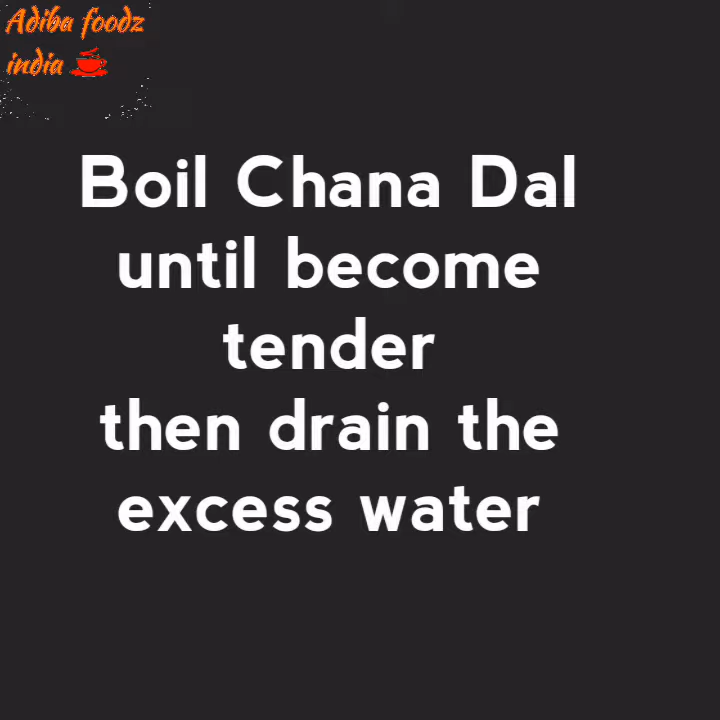 Adiba foodz
india
Boil Chana Dal
until become
tender
then drain the
excess water